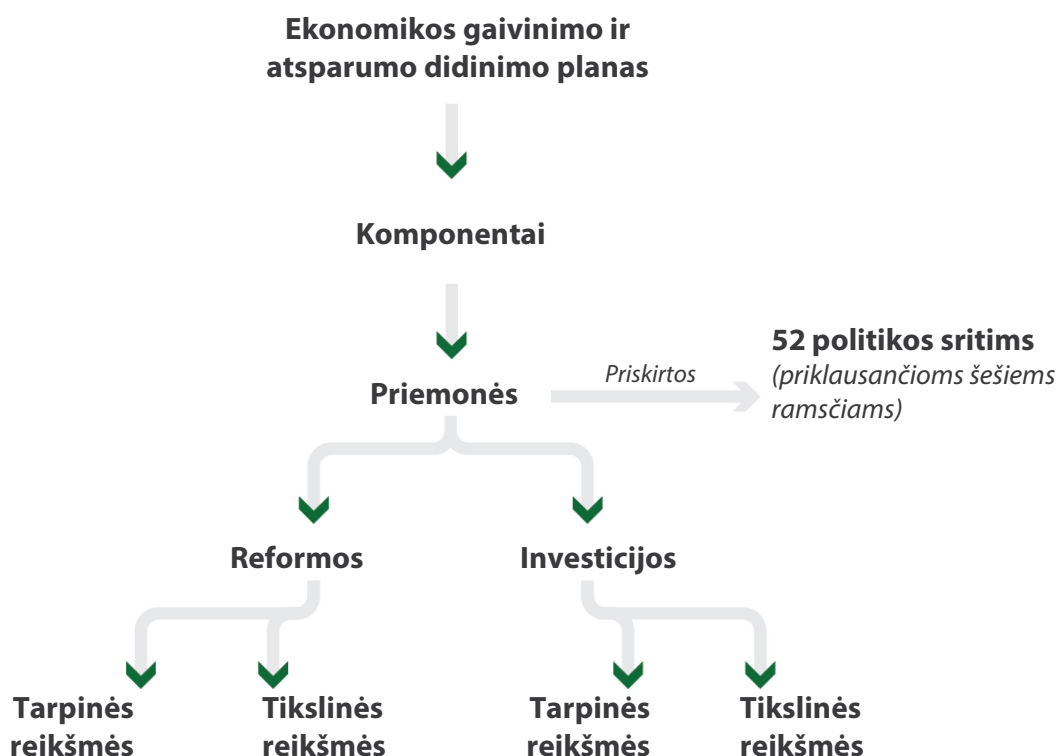 Ekonomikos gaivinimo ir
atsparumo didinimo planas
Komponentai
Priemonės
Priskirtos
52 politikos sritims
(priklausančioms šešiems
ramsčiams)
Reformos
Investicijos
Tarpinės
reikšmės
Tikslinės
reikšmės
Tarpinės
reikšmės
Tikslinės
reikšmės